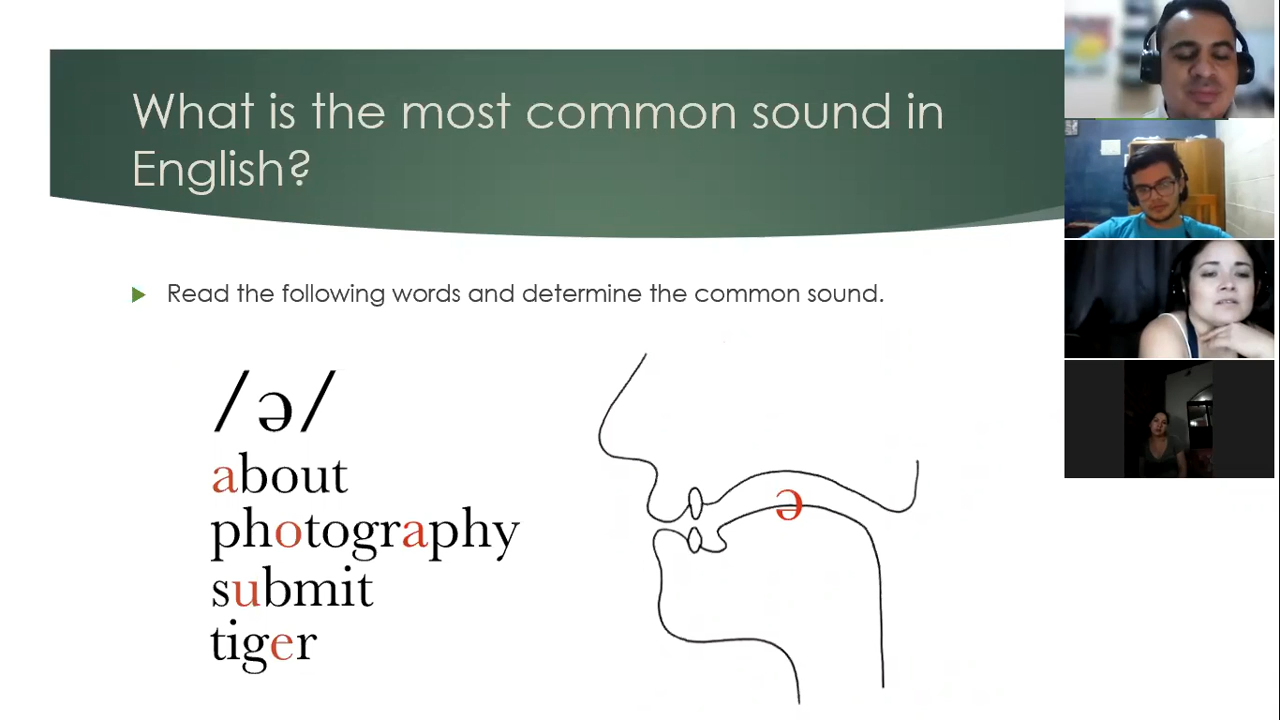 What is the most common sound in
English?
Read the following words and determine the common sound.
/ə/
about
photography
submit
tiger
ə